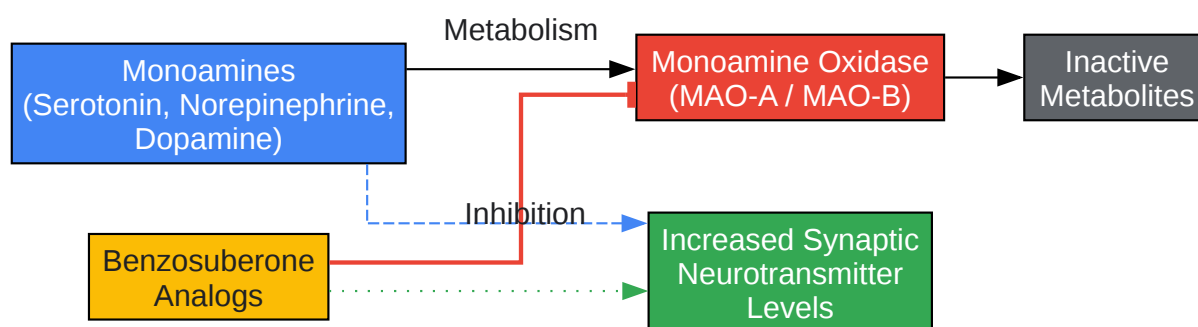 Metabolism
Monoamines
(Serotonin, Norepinephrine,
Dopamine)
Monoamine Oxidase
(MAO-A / MAO-B)
Inactive
Metabolites
Inhibition
Benzosuberone
Analogs
Increased Synaptic
Neurotransmitter
Levels